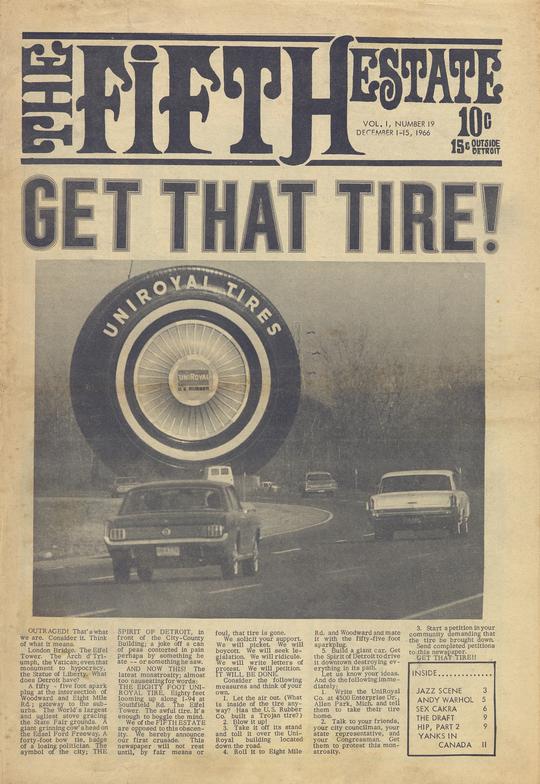 THE FIFTH ESTATE
VOL. 1, NUMBER 19
DECEMBER 1-15, 1966
10¢
15¢ OUTSIDE DETROIT
GET THAT TIRE!
UNIROYAL TIRES
UNIROYAL
U.S. RUBBER
OUTRAGED! That's what
we are. Consider it. Think
of what it means.
London Bridge. The Eifel
Tower. The Arch d'Tri-
umph, the Vatican; even that
monument to hypocracy,
the Statue of Liberty. What
does Detroit have?
A fifty - five foot spark
plug at the intersection of
Woodward and Eight Mile
Rd.; gateway to the sub-
urbs. The World's largest
and ugliest stove gracing
the State Fair grounds. A
giant grinning cow's head on
the Edsel Ford Freeway. A
forty-foot bow tie, badge
of a losing politician. The
symbol of the city; THE
SPIRIT OF DETROIT, in
front of the City-County
Building; a joke off a can
of peas contorted in pain
perhaps by something he
ate -- or something he saw.
AND NOW THIS! The
latest monstrosity; almost
too nauseating for words.
THE EIGHTY FOOT UNI-
ROYAL TIRE. Eighty feet
looming up along I-94 at
Southfield Rd. The Eifel
Tower. The awful tire. It's
enough to boggle the mind.
We of the FIFTH ESTATE
are opposed to this obscen-
ity. We hereby announce
our first crusade. This
newspaper will not rest
until, by fair means or
foul, that tire is gone.
We solicit your support.
We will picket. We will
boycott. We will seek le-
gislation. We will ridicule.
We will write letters of
protest. We will petition.
IT WILL BE DONE.
Consider the following
measures and think of your
own.
1. Let the air out. (What
is inside of the tire any-
way? Has the U.S. Rubber
Co. built a Trojan tire?)
2. Blow it up!
3. Take it off its stand
and toll it over the Uni-
Royal building located
down the road.
4. Roll it to Eight Mile
Rd. and Woodward and mate
it with the fifty-five foot
sparkplug.
5. Build a giant car. Get
the Spirit of Detroit to drive
it downtown destroying ev-
erything in its path.
Let us know your ideas.
And do the following imme-
diately.
1. Write the UniRoyal
Co. at 4500 Enterprise Dr.,
Allen Park, Mich. and tell
them to take their tire
home.
2. Talk to your friends,
your city councilman, your
state representative, and
your Congressman. Get
them to protest this mon-
strosity.
3. Start a petition in your
community demanding that
the tire be brought down.
Send completed petitions
to this newspaper.
GET THAT TIRE!!
INSIDE..............
JAZZ SCENE 3
ANDY WARHOL 5
SEX CAKRA 6
THE DRAFT 9
HIP, PART 2 9
YANKS IN
CANADA 11